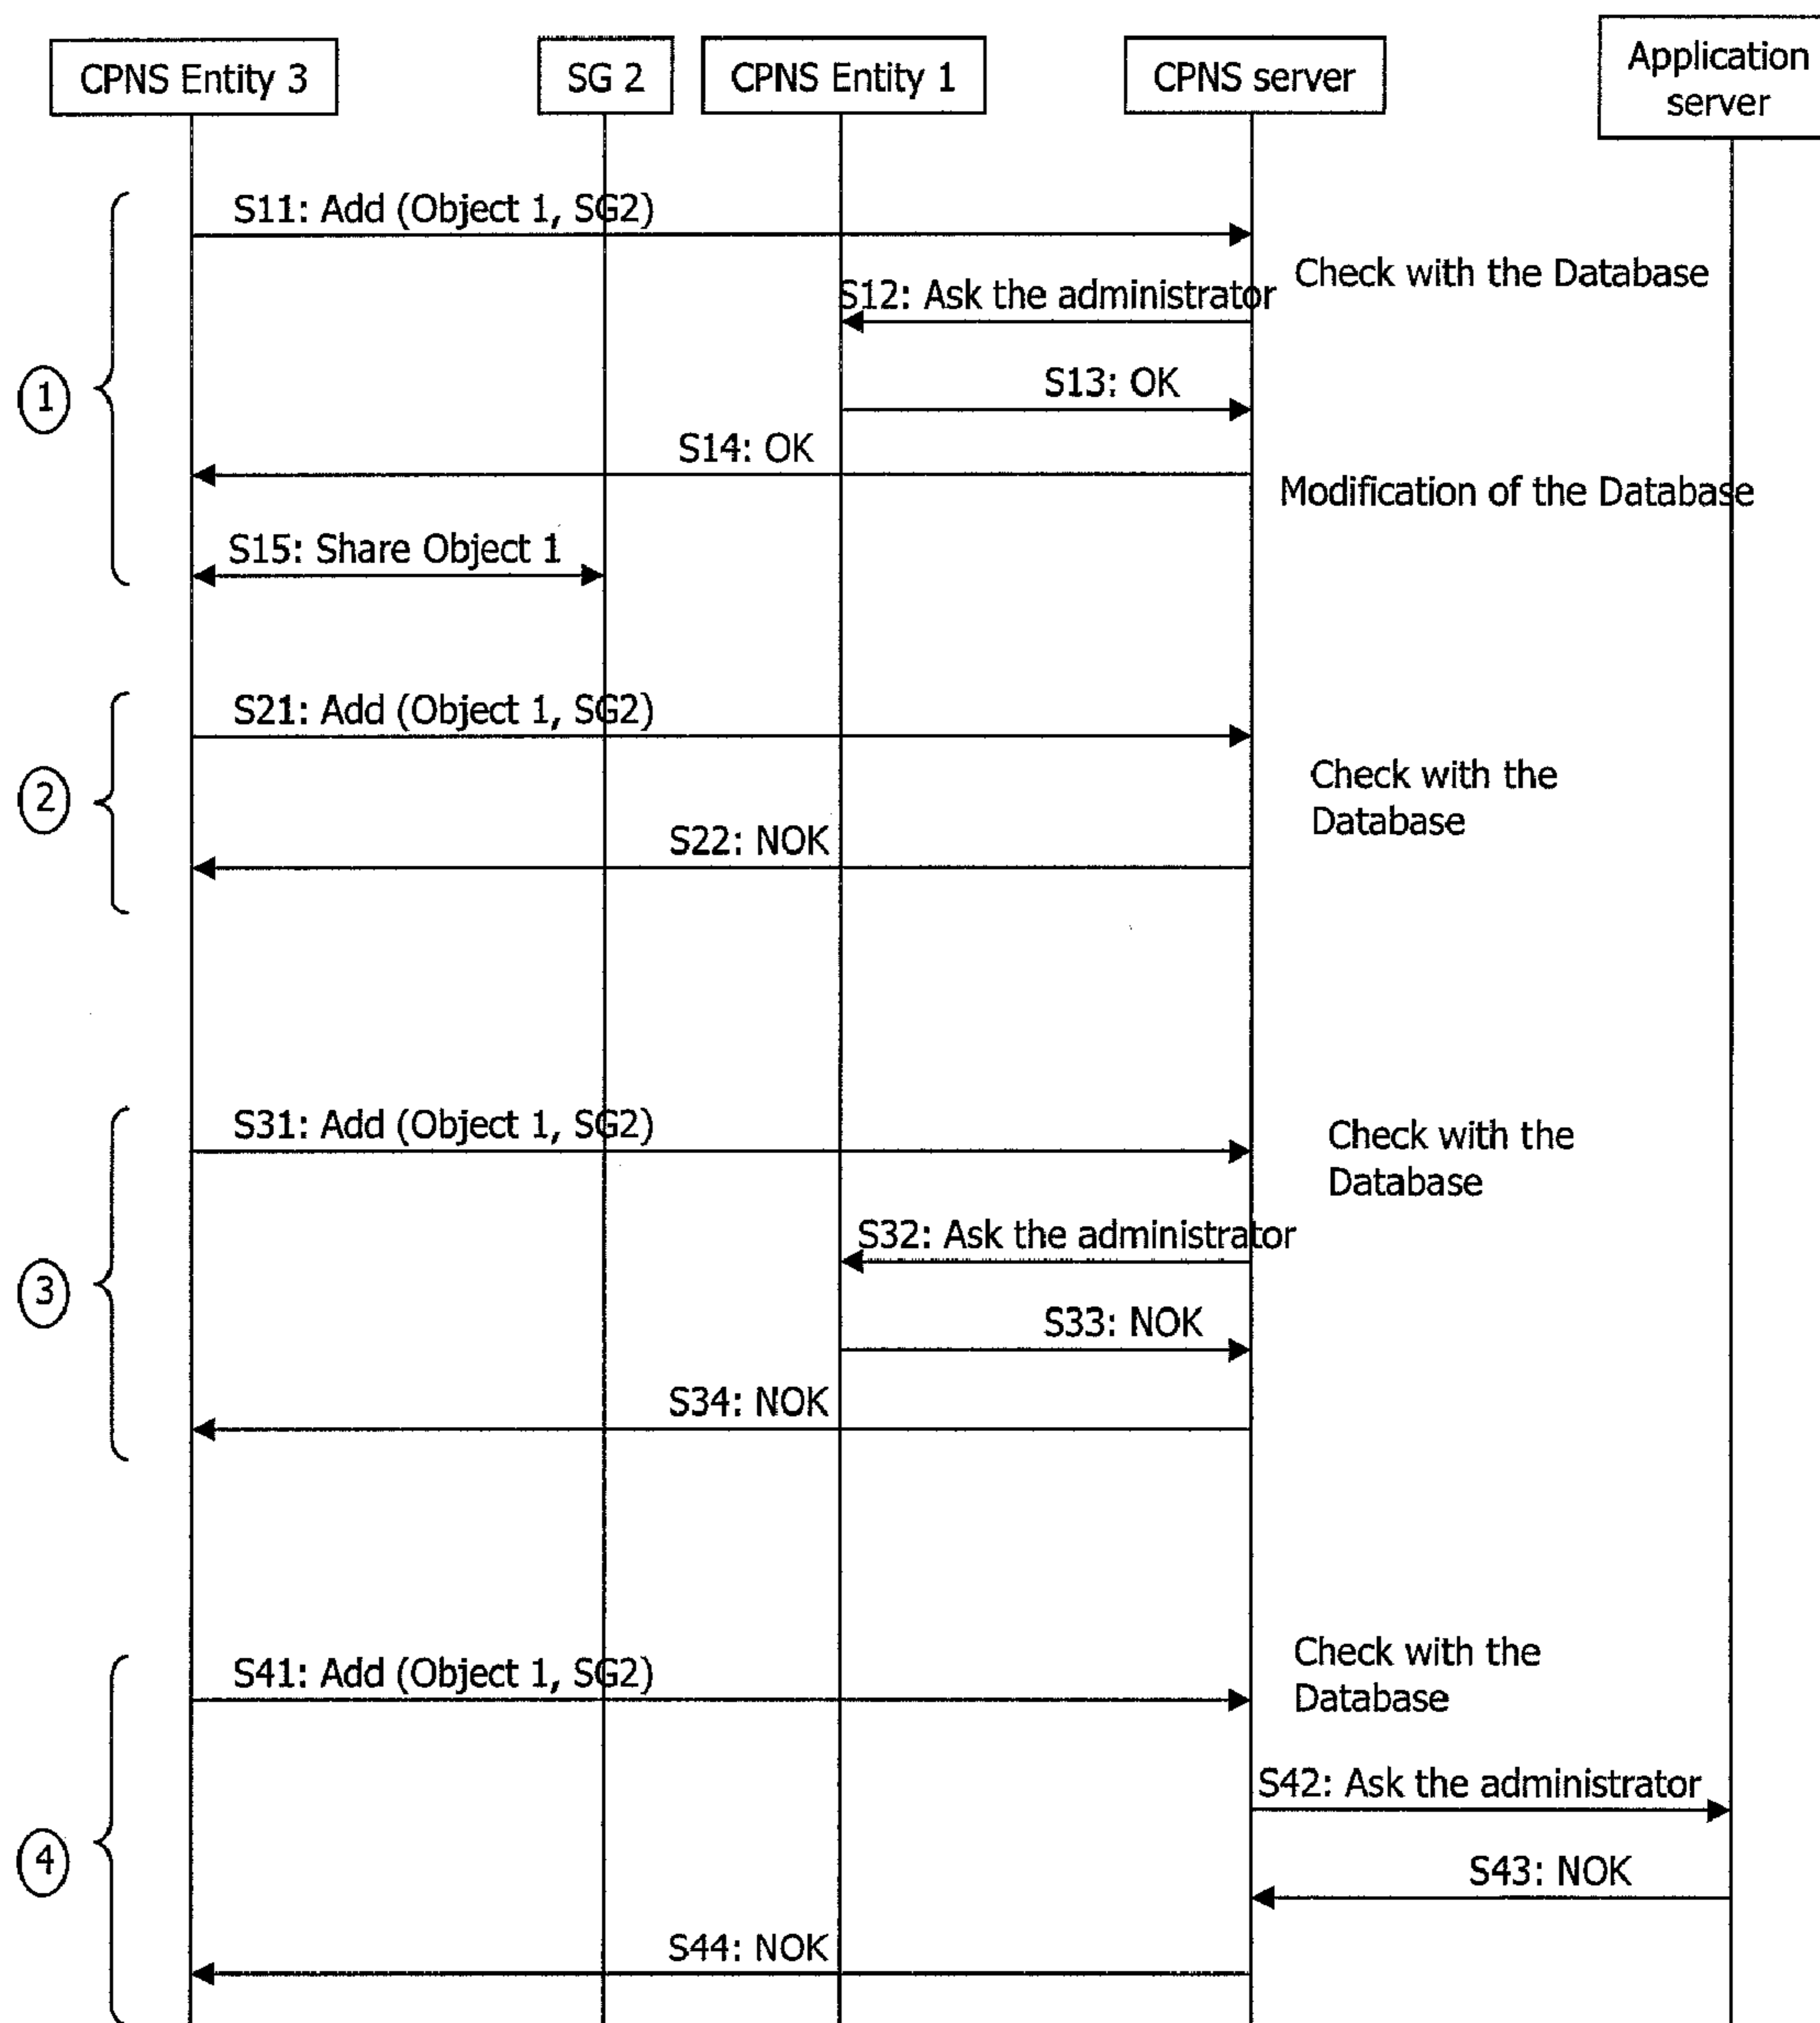 CPNS Entity 3
SG 2
CPNS Entity 1
CPNS server
Application
server
S11: Add (Object 1, SG2)
Check with the Database
S12: Ask the administrator
S13: OK
1
S14: OK
Modification of the Database
S15: Share Object 1
S21: Add (Object 1, SG2)
Check with the
Database
2
S22: NOK
S31: Add (Object 1, SG2)
Check with the
Database
S32: Ask the administrator
3
S33: NOK
S34: NOK
S41: Add (Object 1, SG2)
Check with the
Database
S42: Ask the administrator
4
S43: NOK
S44: NOK